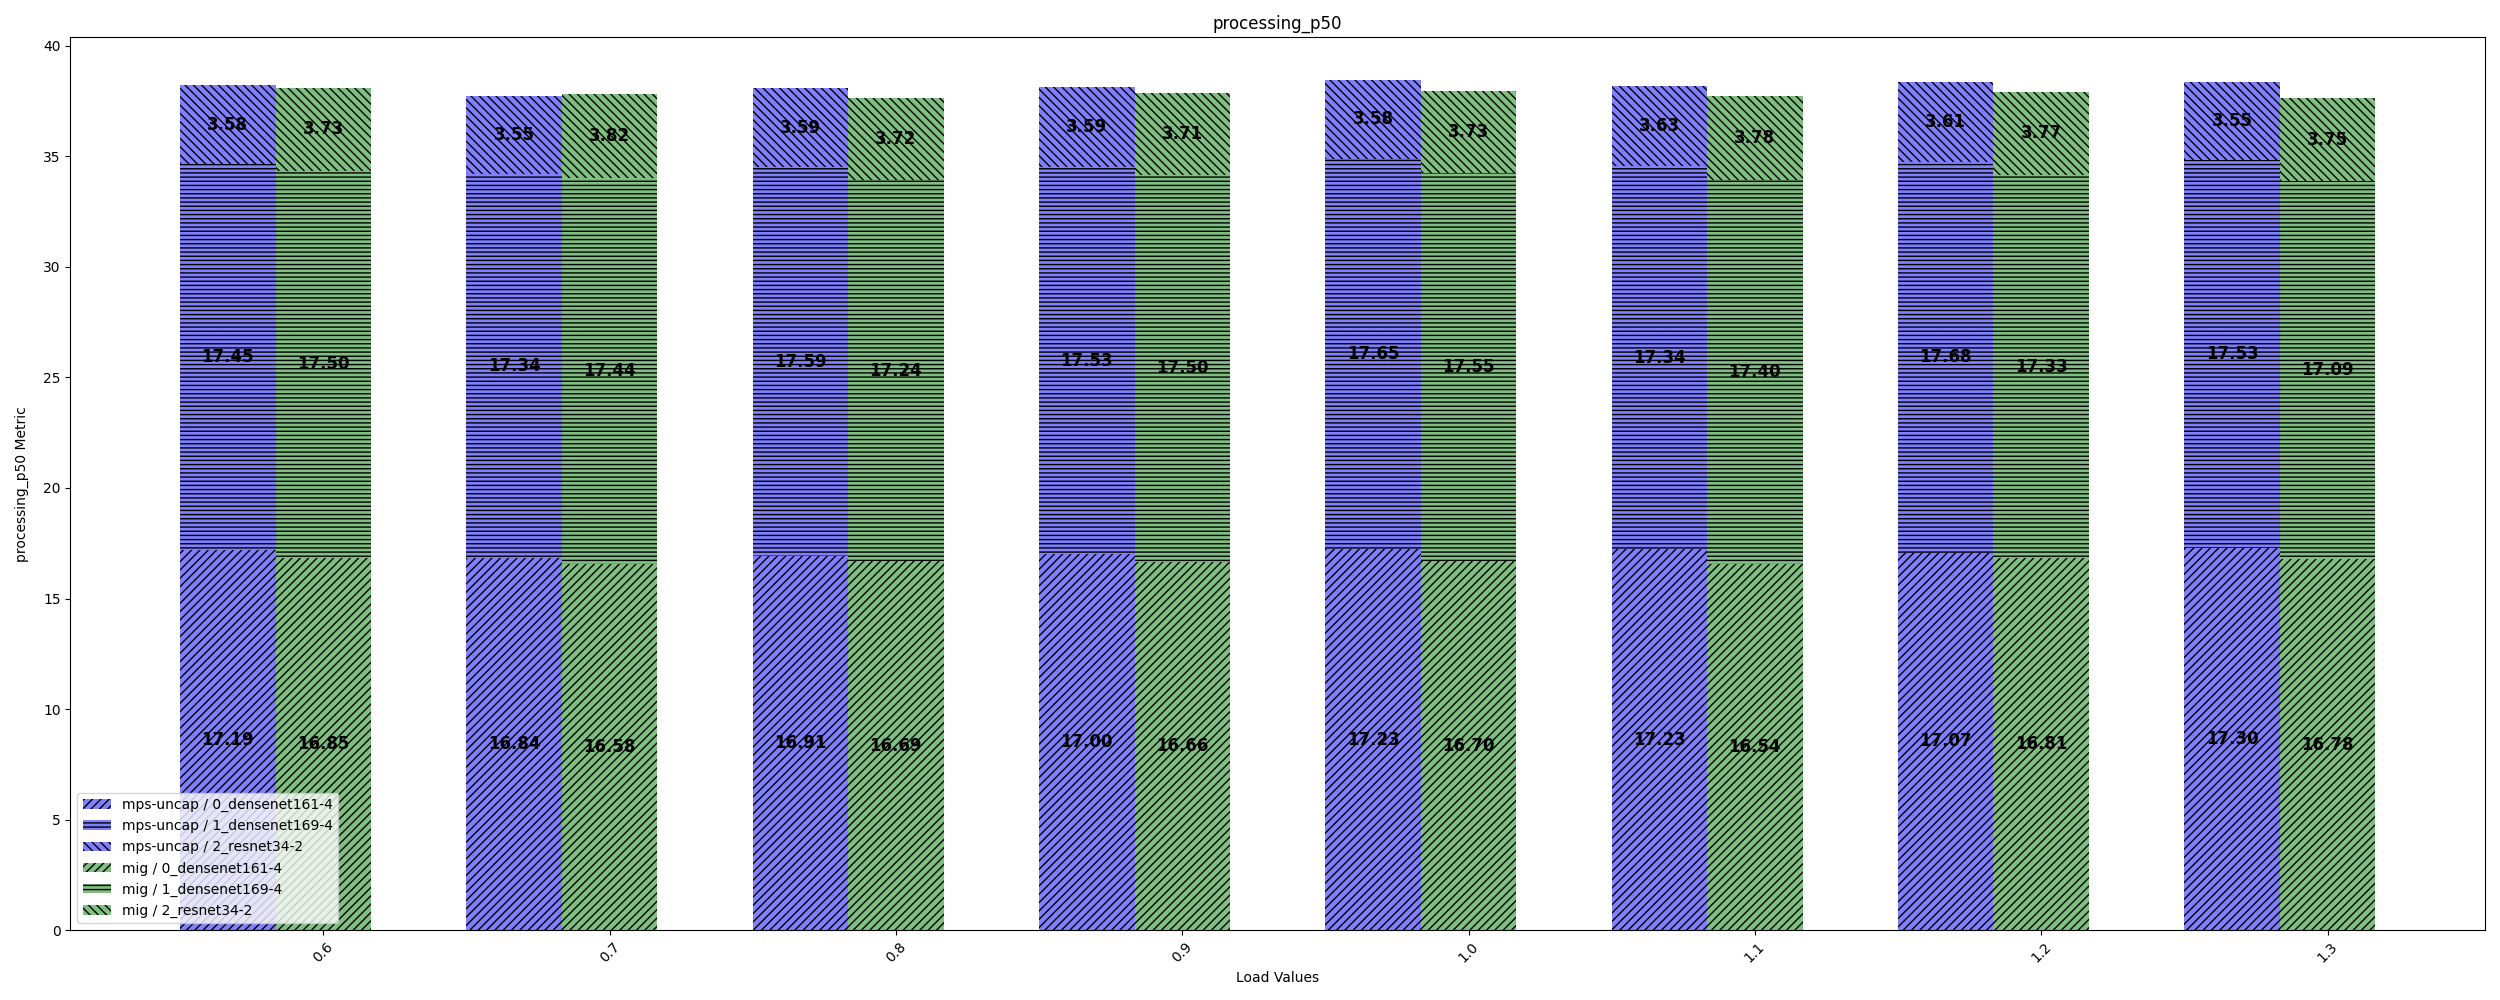 processing_p50
processing_p50 Metric
40
35
30
25
20
15
10
5
0
3.58 3.73 3.55 3.82 3.59 3.72 3.59 3.71 3.58 3.73 3.63 3.78 3.61 3.77 3.55 3.75
17.45 17.50 17.34 17.44 17.59 17.24 17.53 17.50 17.65 17.55 17.34 17.40 17.68 17.33 17.53 17.09
17.19 16.85 16.84 16.58 16.91 16.69 17.00 16.66 17.23 16.70 17.23 16.54 17.07 16.81 17.30 16.78
mps-uncap / 0_densenet161-4
mps-uncap / 1_densenet169-4
mps-uncap / 2_resnet34-2
mig / 0_densenet161-4
mig / 1_densenet169-4
mig / 2_resnet34-2
0.6 0.7 0.8 0.9 1.0 1.1 1.2 1.3
Load Values